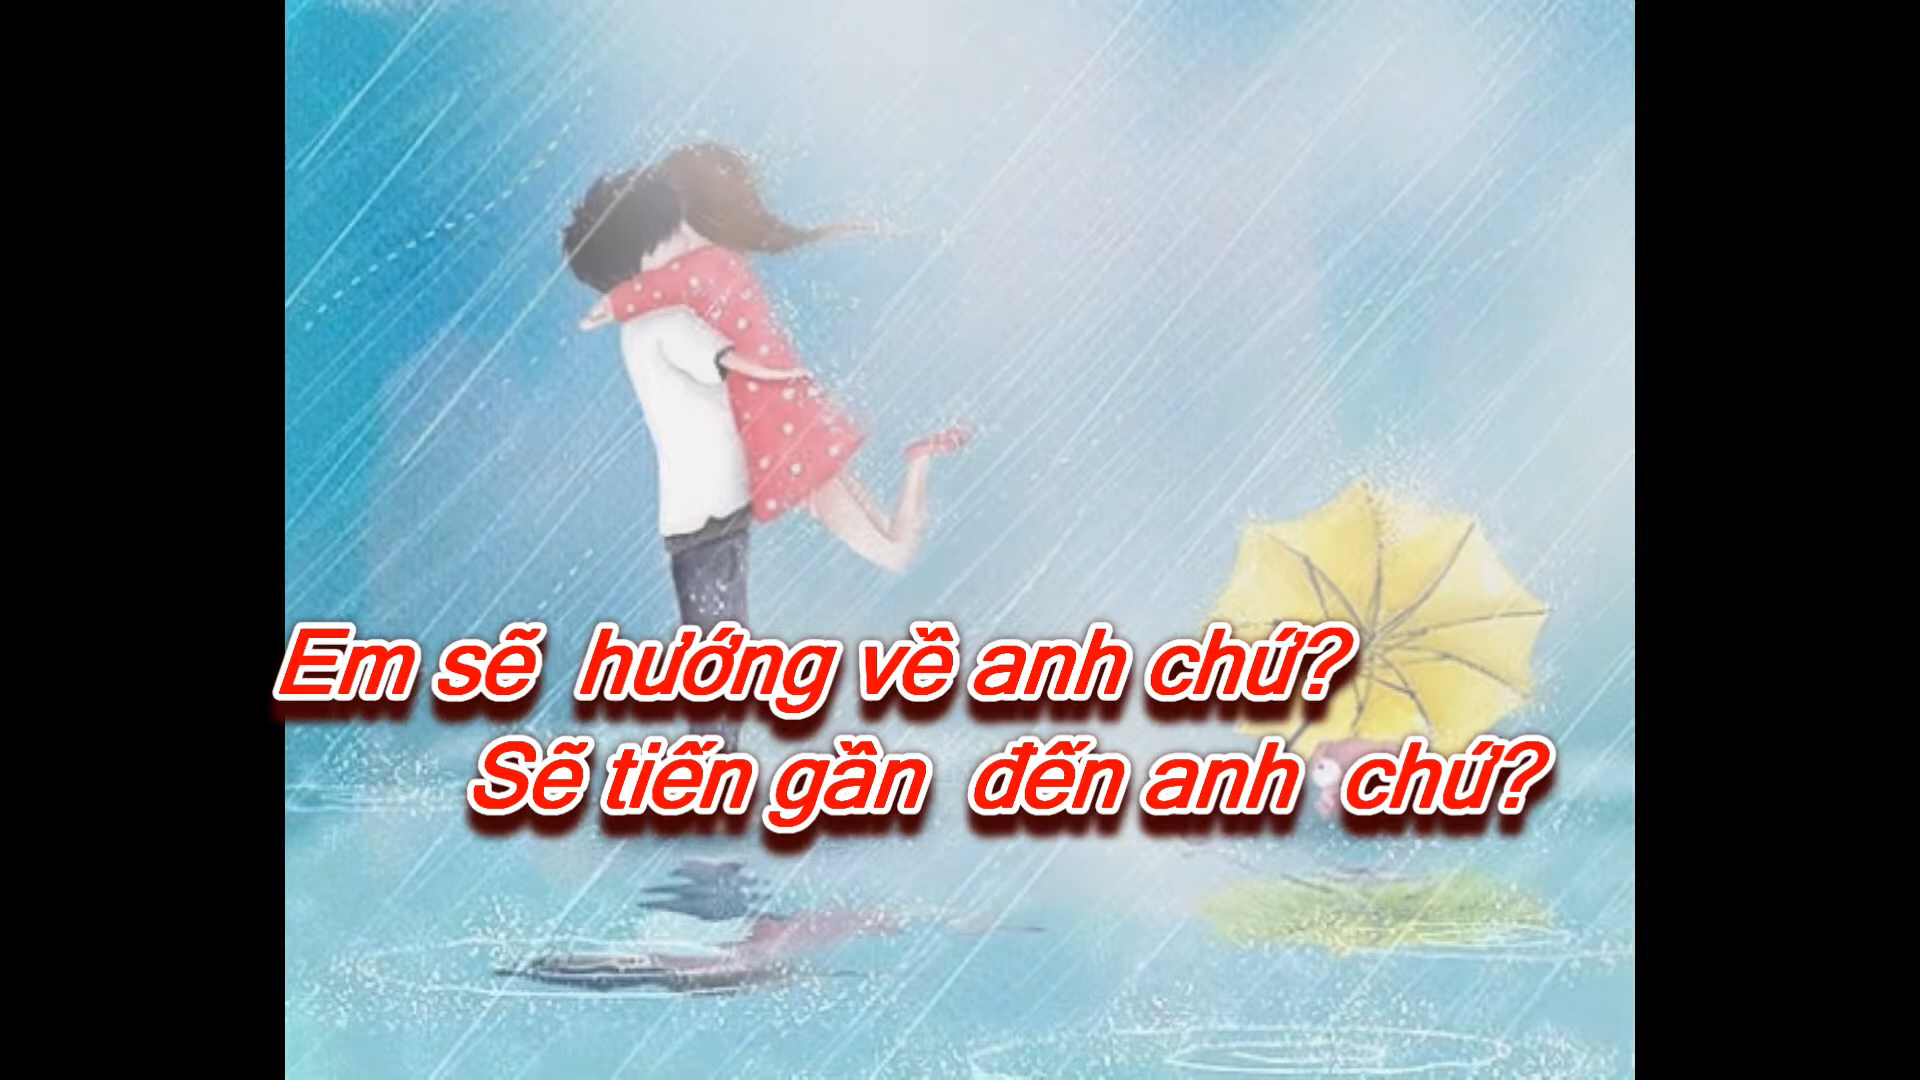 Em sẽ hướng về anh chứ?
Sẽ tiến gần đến anh chứ?